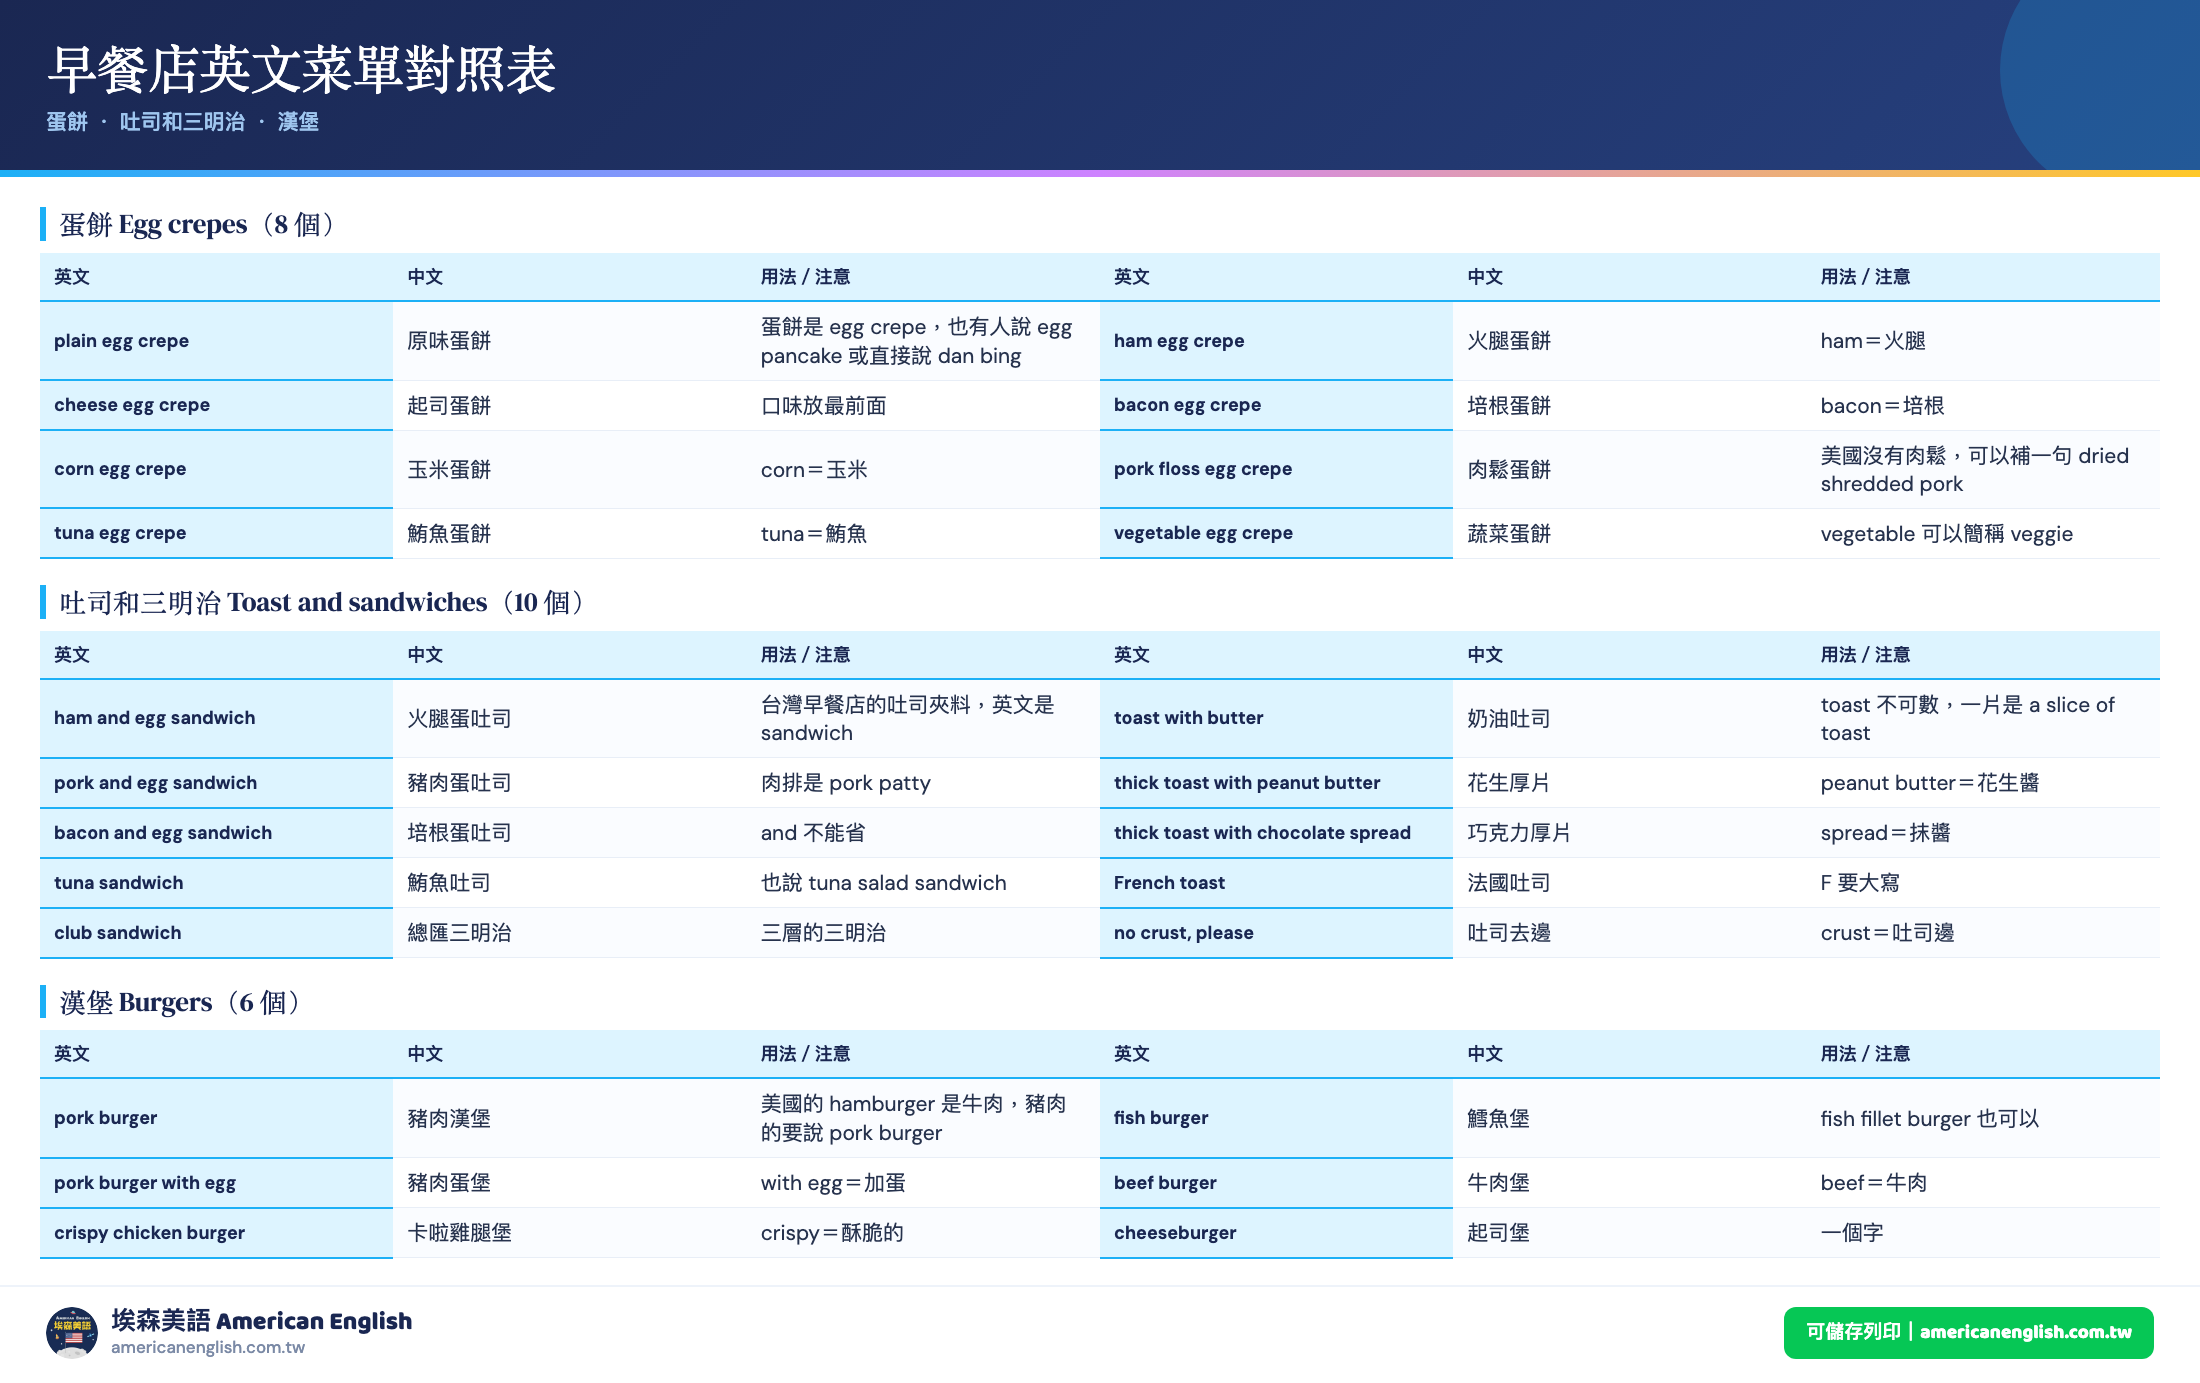 早餐店英文菜單對照表
蛋餅 · 吐司和三明治 · 漢堡
蛋餅 Egg crepes（8 個）
英文 中文 用法 / 注意 英文 中文 用法 / 注意
plain egg crepe 原味蛋餅 蛋餅是 egg crepe，也有人說 egg pancake 或直接說 dan bing ham egg crepe 火腿蛋餅 ham＝火腿
cheese egg crepe 起司蛋餅 口味放最前面 bacon egg crepe 培根蛋餅 bacon＝培根
corn egg crepe 玉米蛋餅 corn＝玉米 pork floss egg crepe 肉鬆蛋餅 美國沒有肉鬆，可以補一句 dried shredded pork
tuna egg crepe 鮪魚蛋餅 tuna＝鮪魚 vegetable egg crepe 蔬菜蛋餅 vegetable 可以簡稱 veggie
吐司和三明治 Toast and sandwiches（10 個）
英文 中文 用法 / 注意 英文 中文 用法 / 注意
ham and egg sandwich 火腿蛋吐司 台灣早餐店的吐司夾料，英文是 sandwich toast with butter 奶油吐司 toast 不可數，一片是 a slice of toast
pork and egg sandwich 豬肉蛋吐司 肉排是 pork patty thick toast with peanut butter 花生厚片 peanut butter＝花生醬
bacon and egg sandwich 培根蛋吐司 and 不能省 thick toast with chocolate spread 巧克力厚片 spread＝抹醬
tuna sandwich 鮪魚吐司 也說 tuna salad sandwich French toast 法國吐司 F 要大寫
club sandwich 總匯三明治 三層的三明治 no crust, please 吐司去邊 crust＝吐司邊
漢堡 Burgers（6 個）
英文 中文 用法 / 注意 英文 中文 用法 / 注意
pork burger 豬肉漢堡 美國的 hamburger 是牛肉，豬肉的要說 pork burger fish burger 鱈魚堡 fish fillet burger 也可以
pork burger with egg 豬肉蛋堡 with egg＝加蛋 beef burger 牛肉堡 beef＝牛肉
crispy chicken burger 卡啦雞腿堡 crispy＝酥脆的 cheeseburger 起司堡 一個字
埃森美語 American English
americanenglish.com.tw
可儲存列印｜americanenglish.com.tw